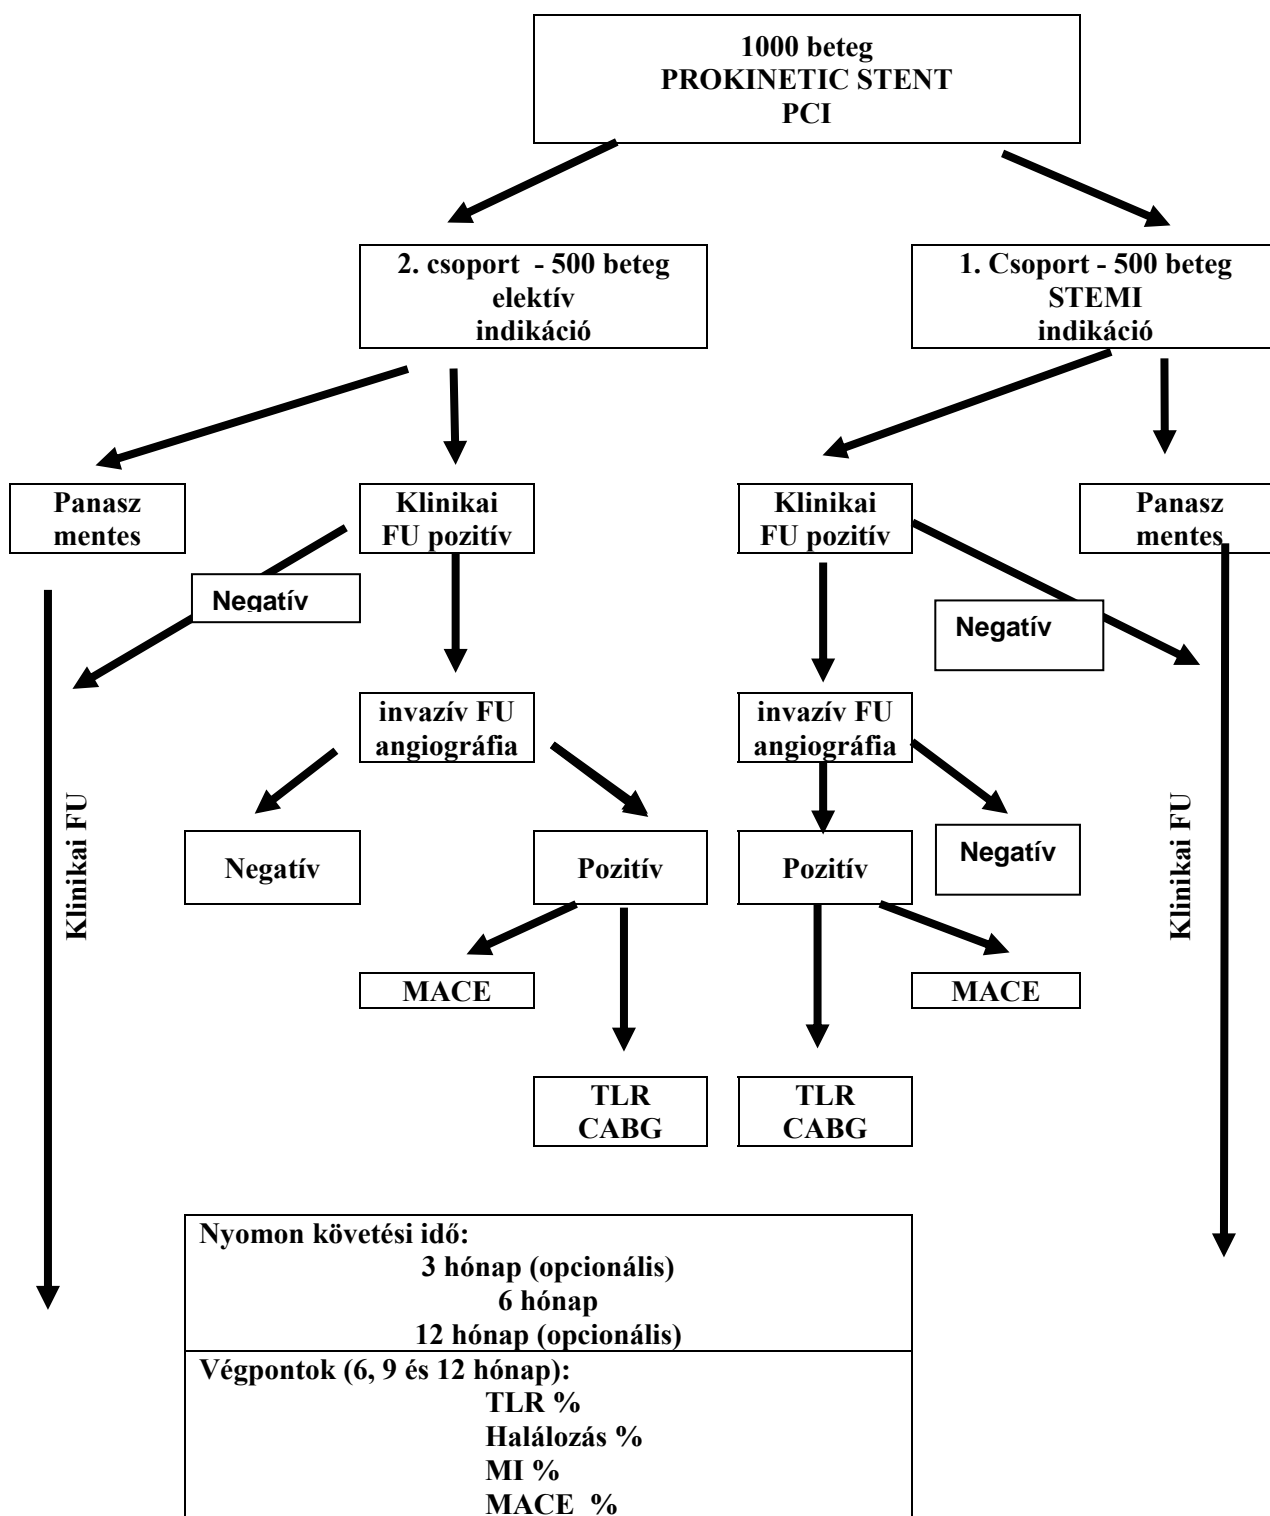 1000 beteg
PROKINETIC STENT
PCI
2. csoport - 500 beteg
elektív
indikáció
1. Csoport - 500 beteg
STEMI
indikáció
Panasz
mentes
Klinikai
FU pozitív
Klinikai
FU pozitív
Panasz
mentes
Negatív
Negatív
invazív FU
angiográfia
invazív FU
angiográfia
Klinikai FU
Klinikai FU
Negatív
Pozitív
Pozitív
Negatív
MACE
MACE
TLR
CABG
TLR
CABG
Nyomon követési idő:
3 hónap (opcionális)
6 hónap
12 hónap (opcionális)
Végpontok (6, 9 és 12 hónap):
TLR %
Halálozás %
MI %
MACE %